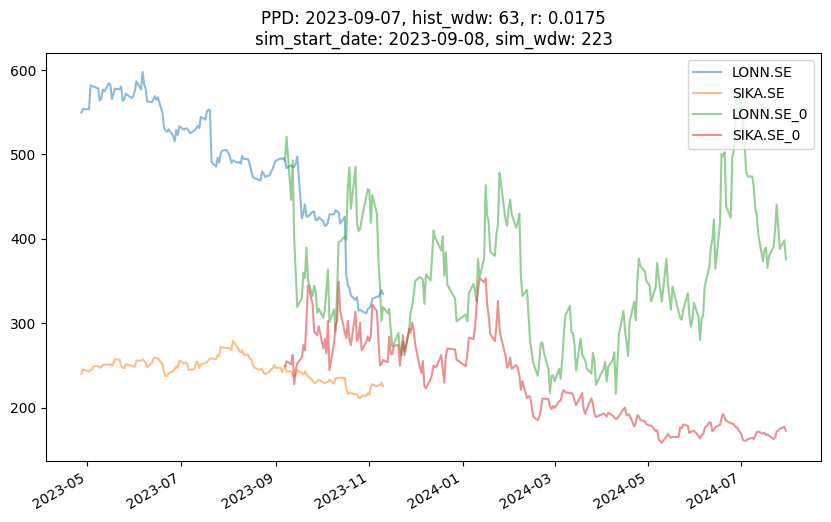 PPD: 2023-09-07, hist_wdw: 63, r: 0.0175
sim_start_date: 2023-09-08, sim_wdw: 223
LONN.SE
SIKA.SE
LONN.SE_0
SIKA.SE_0
600
500
400
300
200
2023-05
2023-07
2023-09
2023-11
2024-01
2024-03
2024-05
2024-07